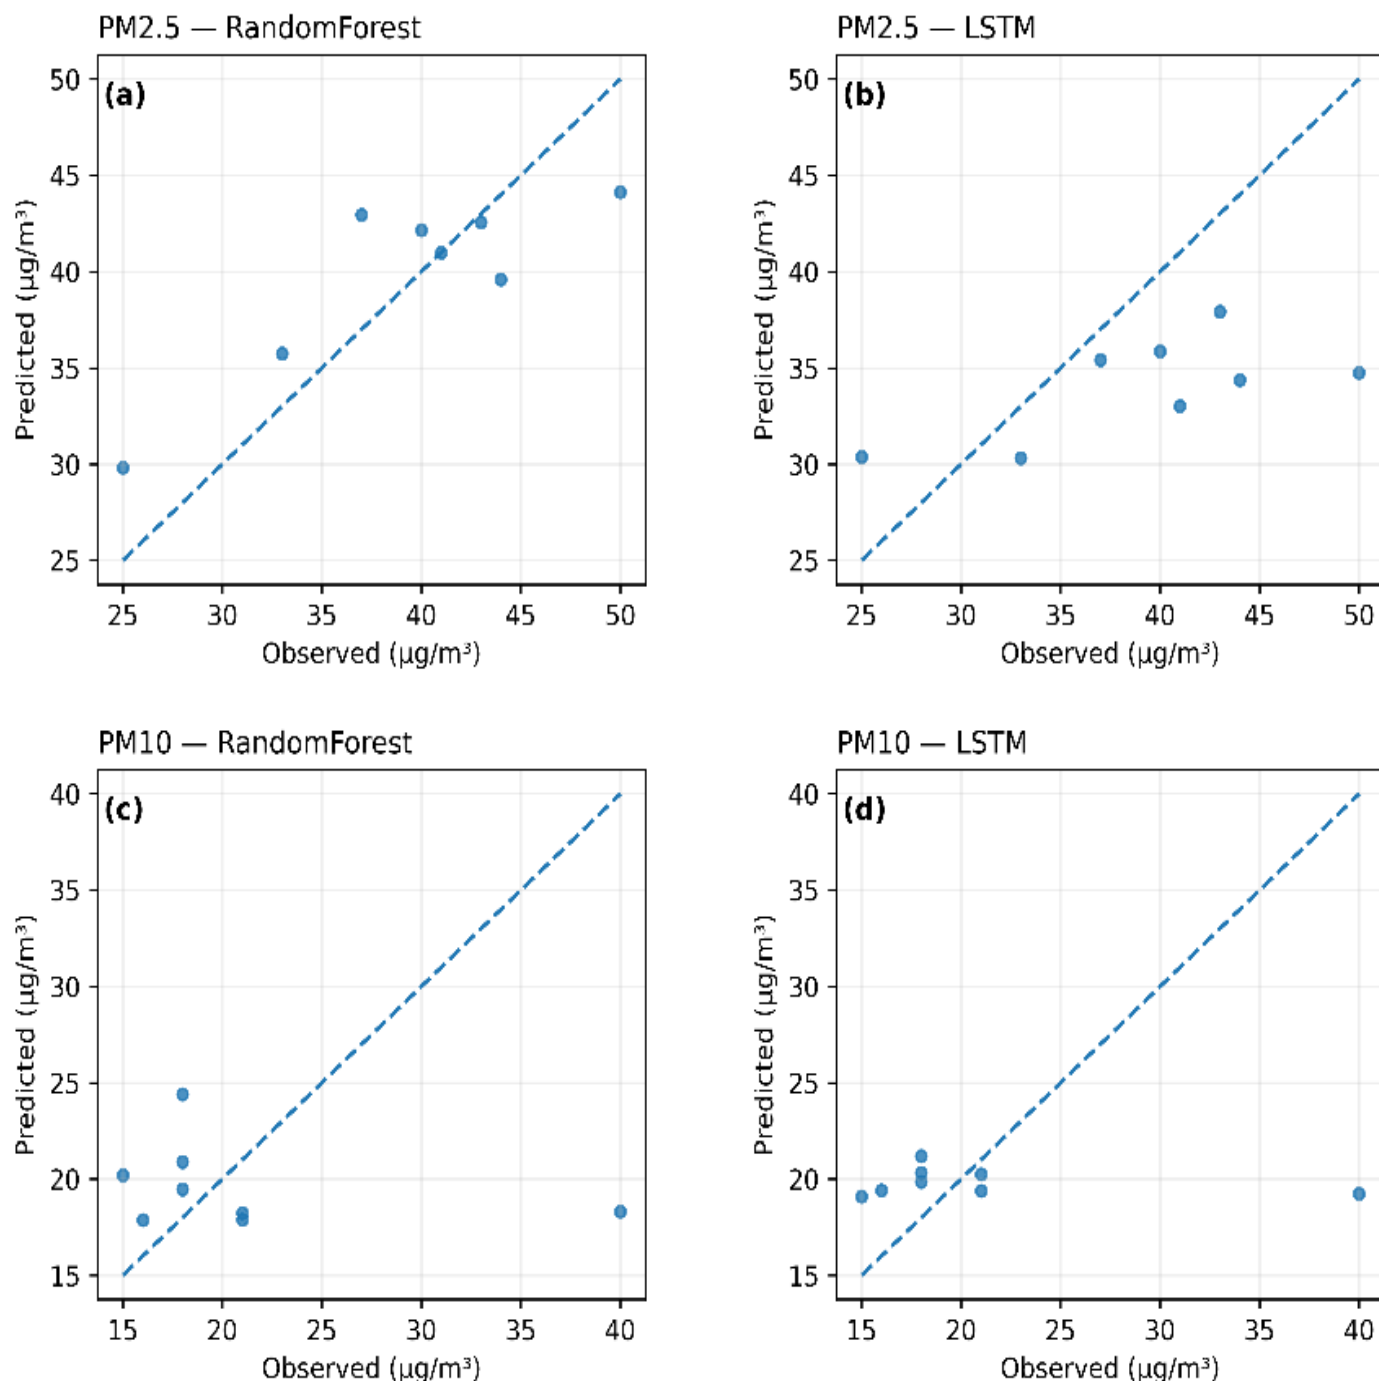 PM2.5 — RandomForest
(a)
50
45
40
35
30
25
Predicted (µg/m³)
25 30 35 40 45 50
Observed (µg/m³)
PM2.5 — LSTM
(b)
50
45
40
35
30
25
Predicted (µg/m³)
25 30 35 40 45 50
Observed (µg/m³)
PM10 — RandomForest
(c)
40
35
30
25
20
15
Predicted (µg/m³)
15 20 25 30 35 40
Observed (µg/m³)
PM10 — LSTM
(d)
40
35
30
25
20
15
Predicted (µg/m³)
15 20 25 30 35 40
Observed (µg/m³)